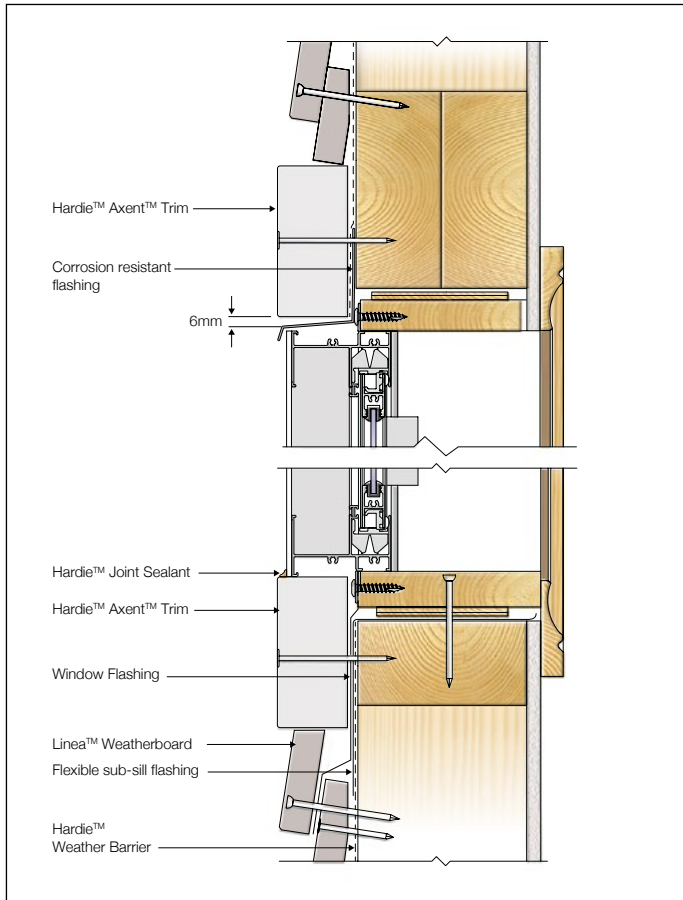 Hardie™ Axent™ Trim
Corrosion resistant
flashing
6mm
Hardie™ Joint Sealant
Hardie™ Axent™ Trim
Window Flashing
Linea™ Weatherboard
Flexible sub-sill flashing
Hardie™
Weather Barrier